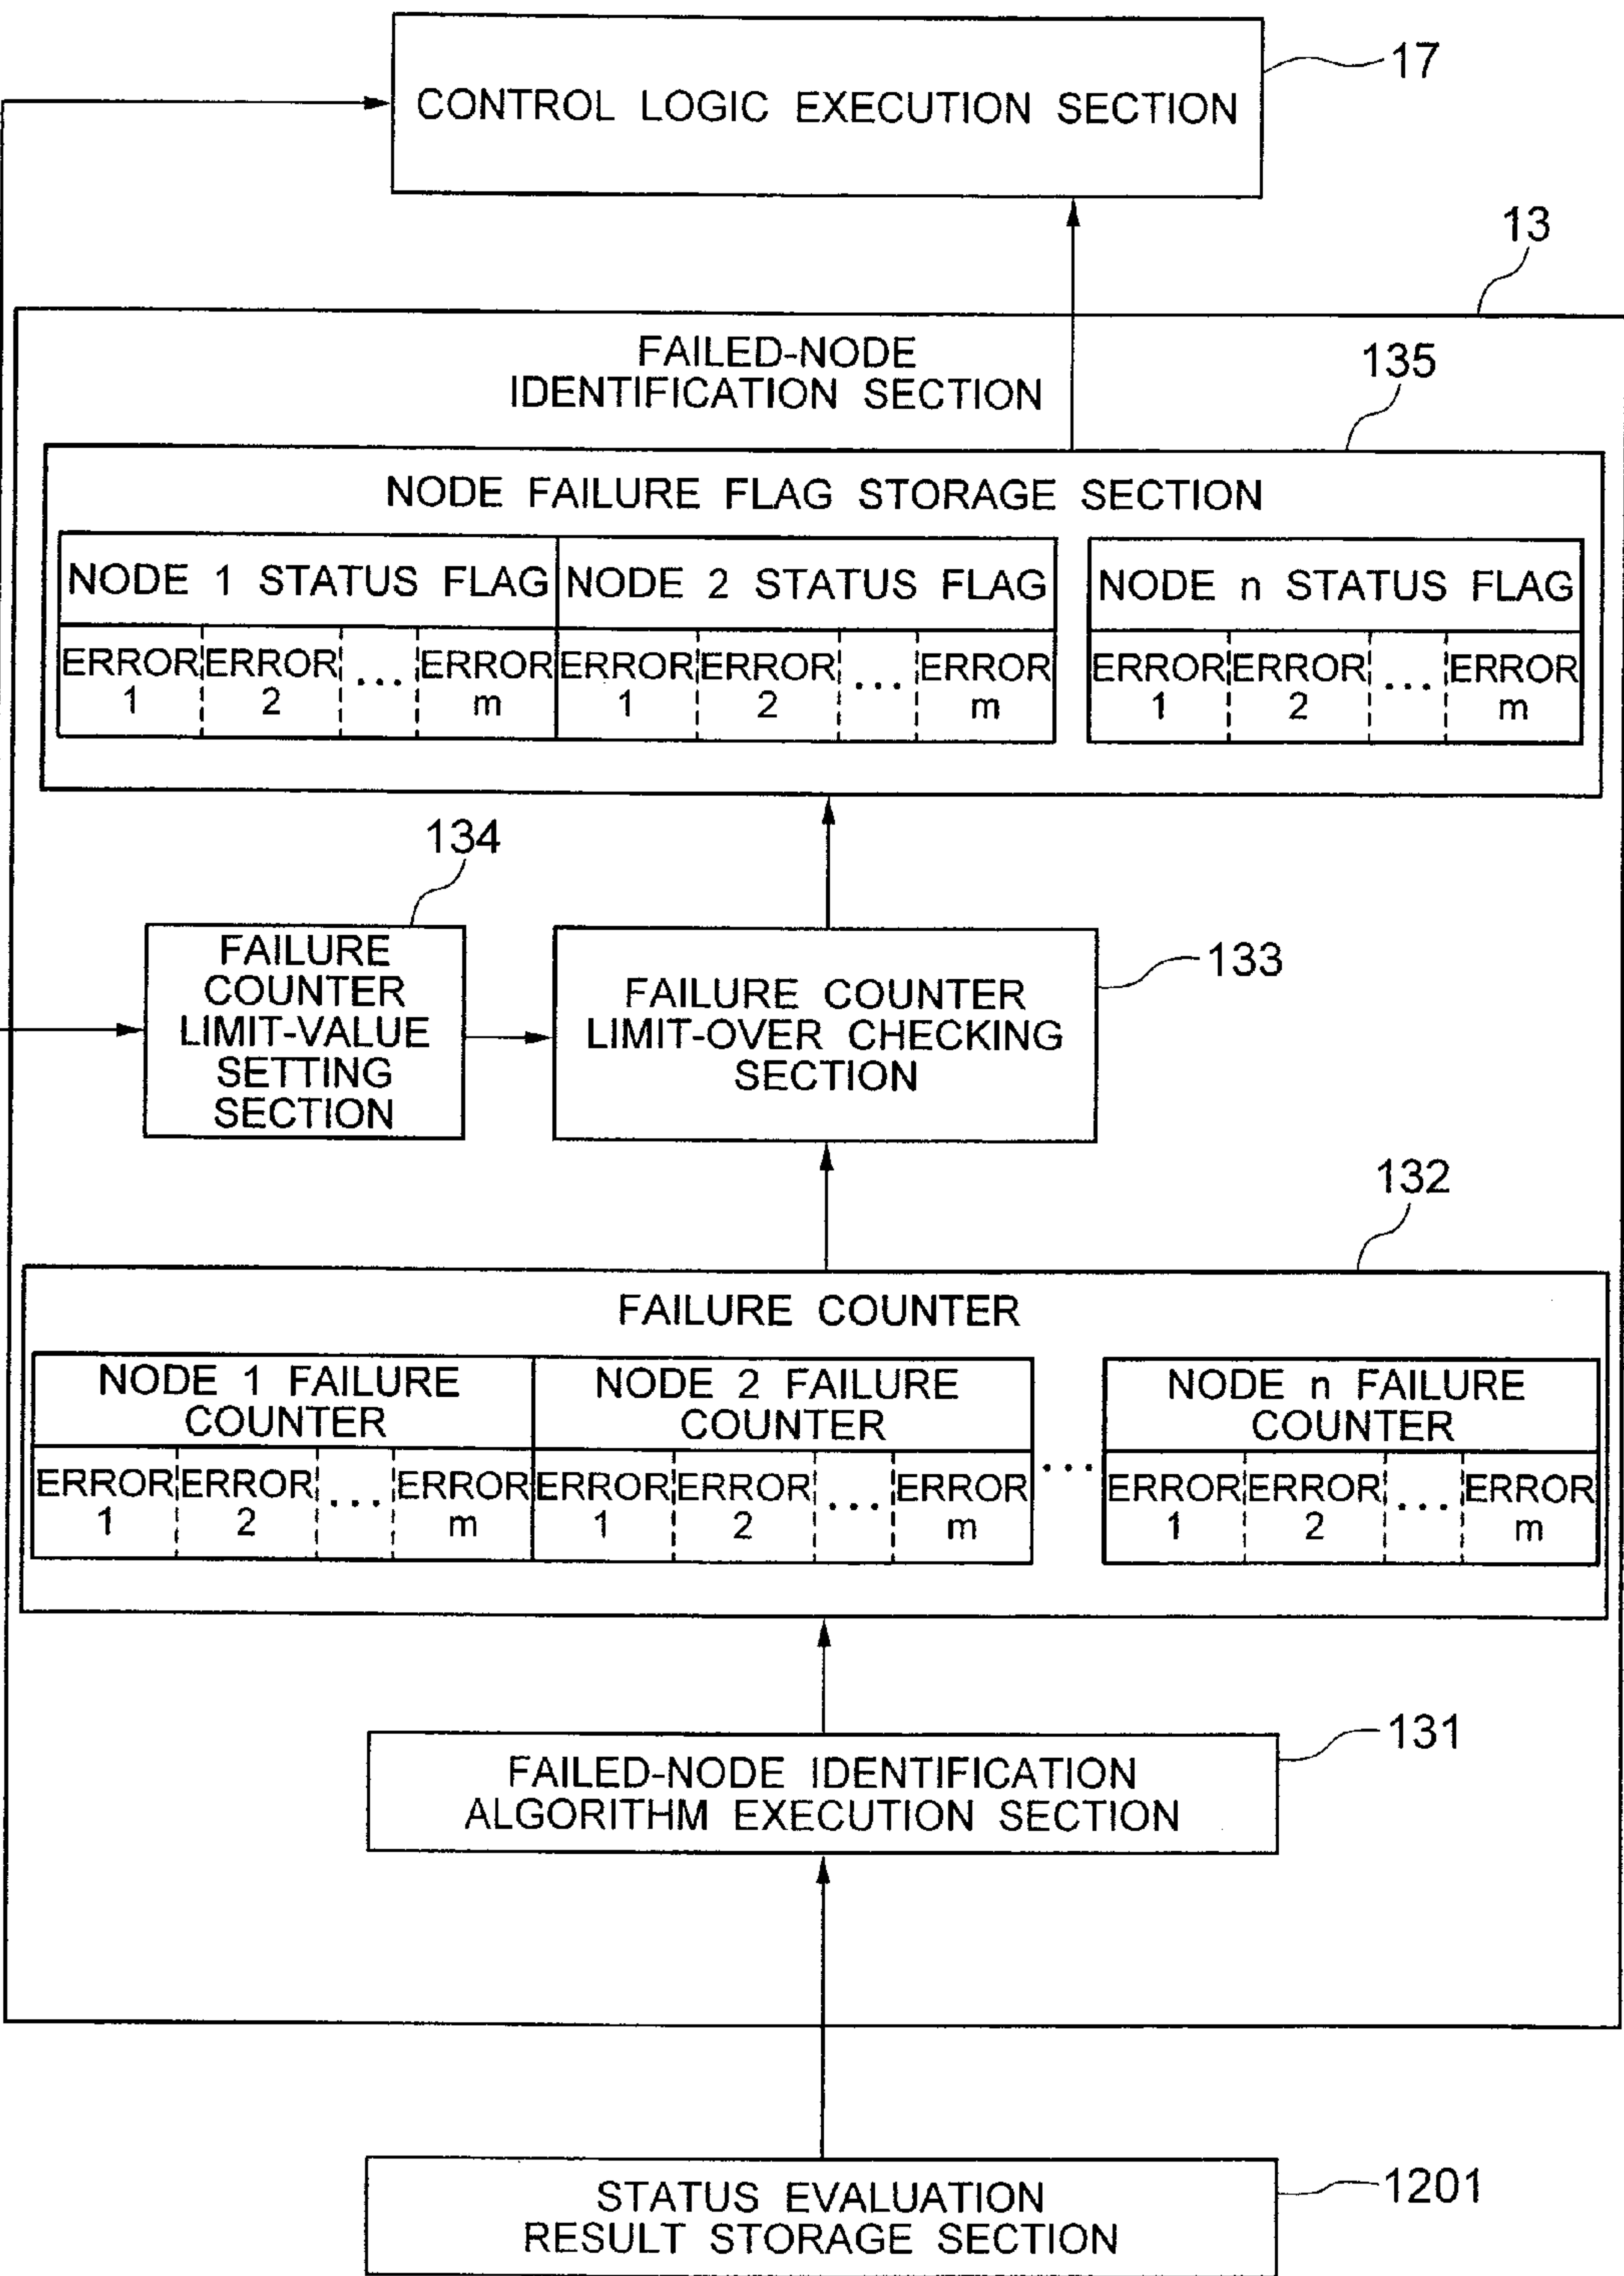 17
CONTROL LOGIC EXECUTION SECTION
13
FAILED-NODE
IDENTIFICATION SECTION
135
NODE FAILURE FLAG STORAGE SECTION
NODE 1 STATUS FLAG NODE 2 STATUS FLAG NODE n STATUS FLAG
ERROR ERROR ... ERROR ERROR ERROR ... ERROR ERROR ERROR ... ERROR
1 2 m 1 2 m 1 2 m
134
FAILURE
COUNTER
LIMIT-VALUE
SETTING
SECTION
133
FAILURE COUNTER
LIMIT-OVER CHECKING
SECTION
132
FAILURE COUNTER
NODE 1 FAILURE
COUNTER
NODE 2 FAILURE
COUNTER
...
NODE n FAILURE
COUNTER
ERROR ERROR ... ERROR ERROR ERROR ... ERROR ERROR ERROR ... ERROR
1 2 m 1 2 m 1 2 m
131
FAILED-NODE IDENTIFICATION
ALGORITHM EXECUTION SECTION
1201
STATUS EVALUATION
RESULT STORAGE SECTION